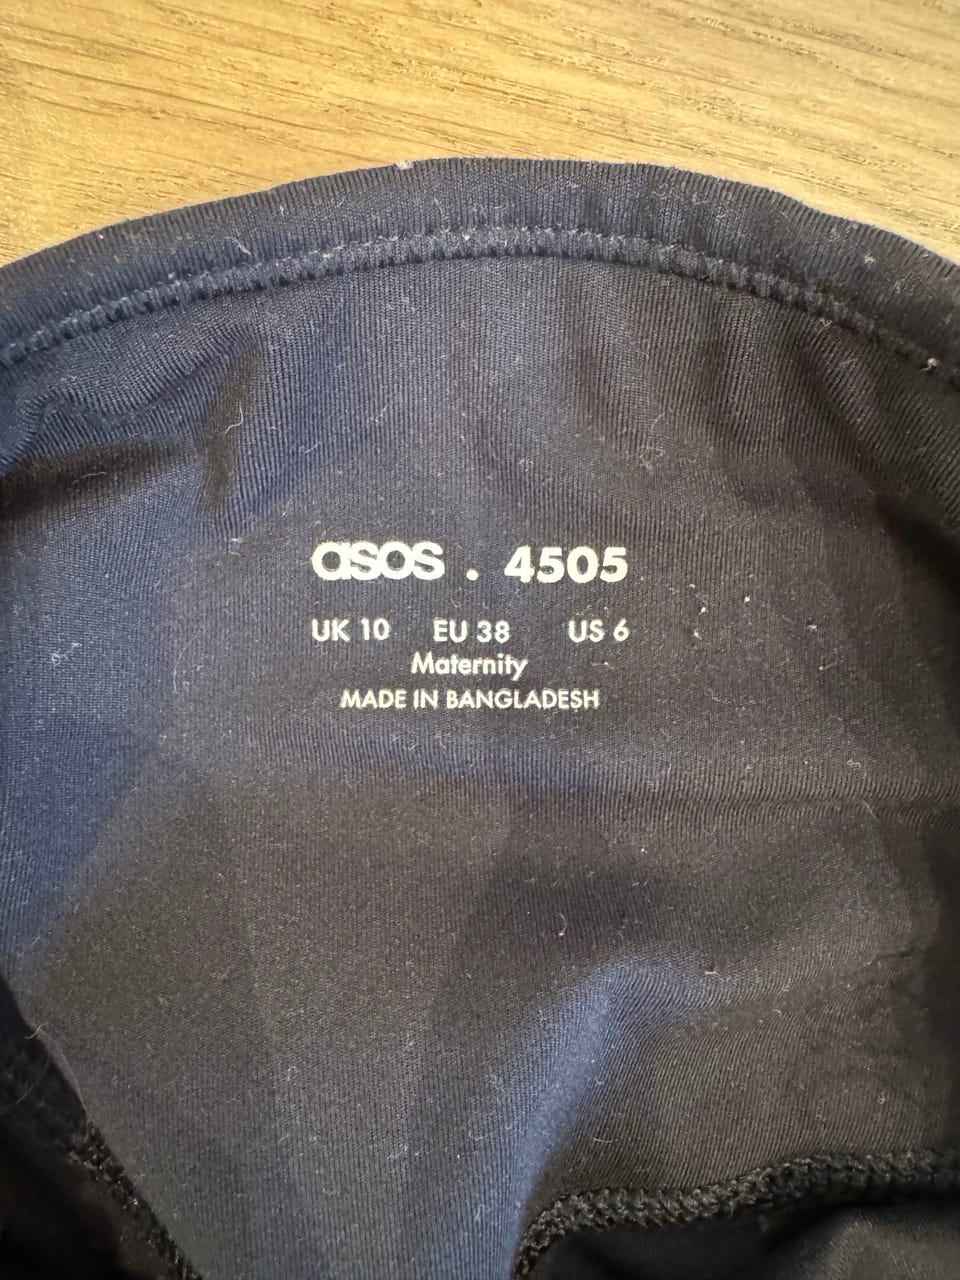 asos . 4505
UK 10 EU 38 US 6
Maternity
MADE IN BANGLADESH